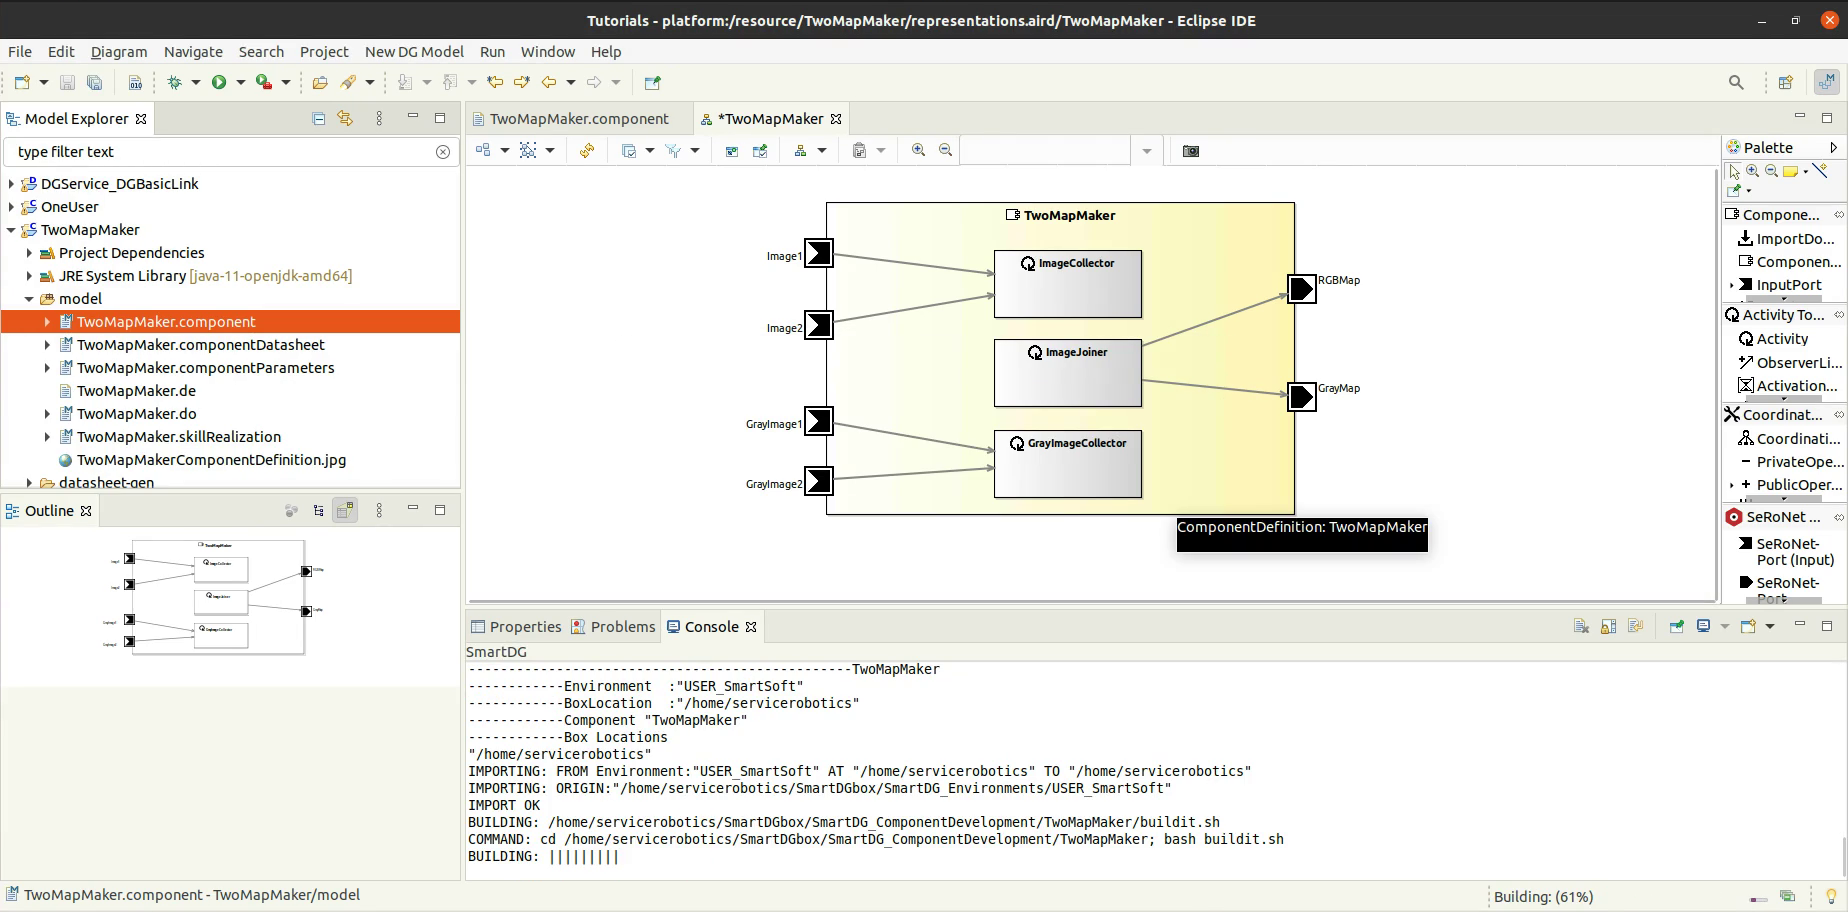 Tutorials - platform:/resource/TwoMapMaker/representations.aird/TwoMapMaker - Eclipse IDE
File Edit Diagram Navigate Search Project New DG Model Run Window Help
Model Explorer
type filter text
DGService_DGBasicLink
OneUser
TwoMapMaker
Project Dependencies
JRE System Library [java-11-openjdk-amd64]
model
TwoMapMaker.component
TwoMapMaker.componentDatasheet
TwoMapMaker.componentParameters
TwoMapMaker.de
TwoMapMaker.do
TwoMapMaker.skillRealization
TwoMapMakerComponentDefinition.jpg
datasheet-gen
Outline
TwoMapMaker.component
*TwoMapMaker
TwoMapMaker
Image1
Image2
GrayImage1
GrayImage2
ImageCollector
ImageJoiner
GrayImageCollector
RGBMap
GrayMap
ComponentDefinition: TwoMapMaker
Palette
Compone...
ImportDo...
Componen...
InputPort
Activity To...
Activity
ObserverLi...
Activation...
Coordinat...
Coordinati...
PrivateOpe...
PublicOper...
SeRoNet ...
SeRoNet-
Port (Input)
SeRoNet-
Port
Properties Problems Console
SmartDG
------------------------------------------------TwoMapMaker
------------Environment  :"USER_SmartSoft"
------------BoxLocation  :"/home/servicerobotics"
------------Component "TwoMapMaker"
------------Box Locations
"/home/servicerobotics"
IMPORTING: FROM Environment:"USER_SmartSoft" AT "/home/servicerobotics" TO "/home/servicerobotics"
IMPORTING: ORIGIN:"/home/servicerobotics/SmartDGbox/SmartDG_Environments/USER_SmartSoft"
IMPORT OK
BUILDING: /home/servicerobotics/SmartDGbox/SmartDG_ComponentDevelopment/TwoMapMaker/buildit.sh
COMMAND: cd /home/servicerobotics/SmartDGbox/SmartDG_ComponentDevelopment/TwoMapMaker; bash buildit.sh
BUILDING: |||||||||
TwoMapMaker.component - TwoMapMaker/model
Building: (61%)